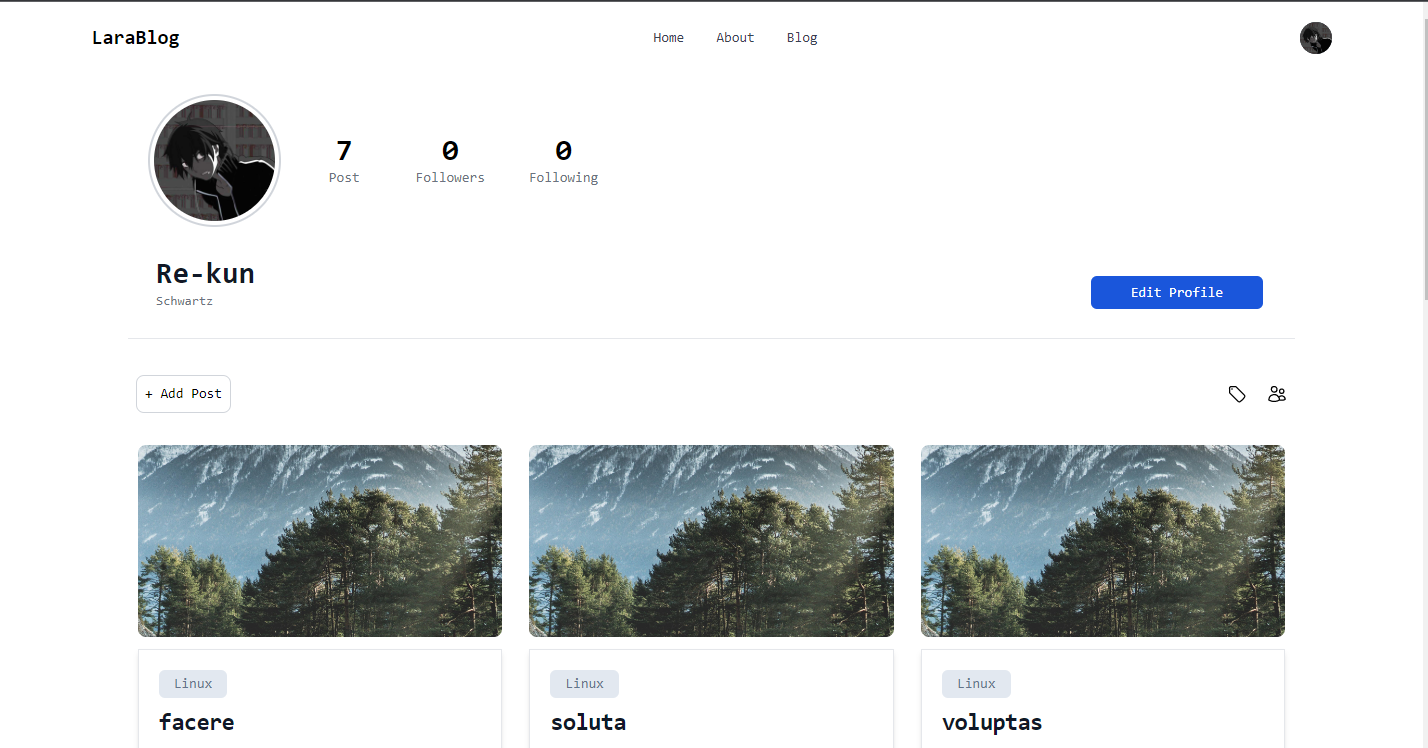 LaraBlog Home About Blog
7 0 0
Post Followers Following
Re-kun
Schwartz
Edit Profile
+ Add Post
Linux Linux Linux
facere soluta voluptas